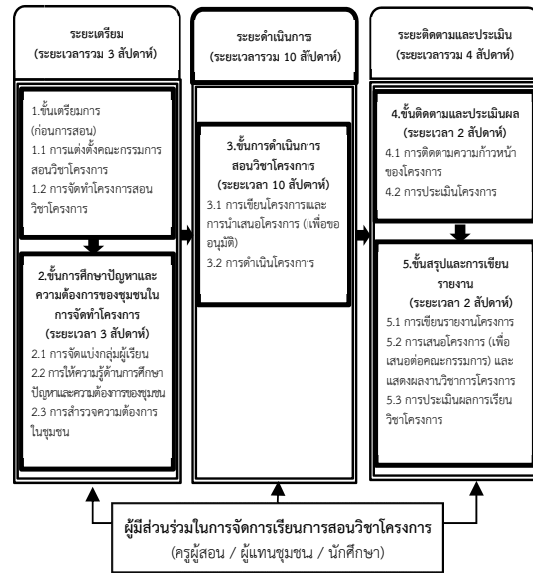 ระยะเตรียม
(ระยะเวลารวม 3 สัปดาห์)
1.ขั้นเตรียมการ
(ก่อนการสอน)
1.1 การแต่งตั้งคณะกรรมการ
สอนวิชาโครงการ
1.2 การจัดทำโครงการสอน
วิชาโครงการ
2.ขั้นการศึกษาปัญหาและ
ความต้องการของชุมชนใน
การจัดทำโครงการ
(ระยะเวลา 3 สัปดาห์)
2.1 การจัดแบ่งกลุ่มผู้เรียน
2.2 การให้ความรู้ด้านการศึกษา
ปัญหาและความต้องการของชุมชน
2.3 การสำรวจความต้องการ
ในชุมชน
ระยะดำเนินการ
(ระยะเวลารวม 10 สัปดาห์)
3.ขั้นการดำเนินการ
สอนวิชาโครงการ
(ระยะเวลา 10 สัปดาห์)
3.1 การเขียนโครงการและ
การนำเสนอโครงการ (เพื่อขอ
อนุมัติ)
3.2 การดำเนินโครงการ
ระยะติดตามและประเมิน
(ระยะเวลารวม 4 สัปดาห์)
4.ขั้นติดตามและประเมินผล
(ระยะเวลา 2 สัปดาห์)
4.1 การติดตามความก้าวหน้า
ของโครงการ
4.2 การประเมินโครงการ
5.ขั้นสรุปและการเขียน
รายงาน
(ระยะเวลา 2 สัปดาห์)
5.1 การเขียนรายงานโครงการ
5.2 การเสนอโครงการ (เพื่อ
เสนอต่อคณะกรรมการ) และ
แสดงผลงานวิชาการโครงการ
5.3 การประเมินผลการเรียน
วิชาโครงการ
ผู้มีส่วนร่วมในการจัดการเรียนการสอนวิชาโครงการ
(ครูผู้สอน / ผู้แทนชุมชน / นักศึกษา)